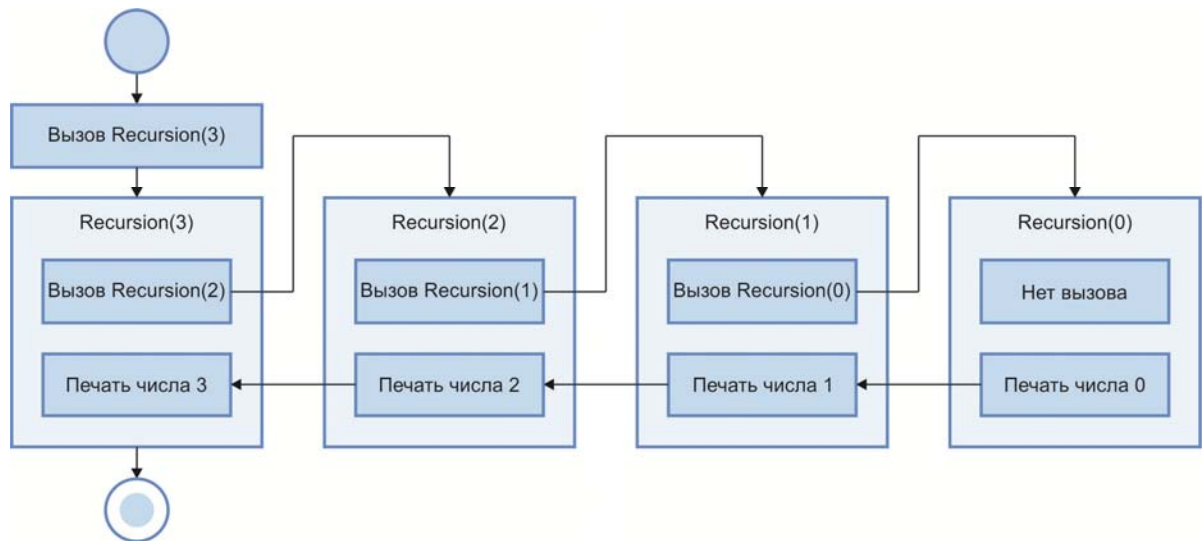 Вызов Recursion(3)
Recursion(3)
Вызов Recursion(2)
Печать числа 3
Recursion(2)
Вызов Recursion(1)
Печать числа 2
Recursion(1)
Вызов Recursion(0)
Печать числа 1
Recursion(0)
Нет вызова
Печать числа 0